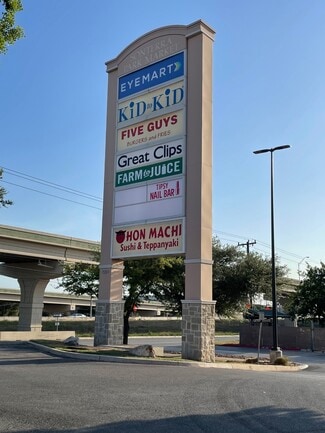 EYEMART
KiD to KiD
FIVE GUYS
BURGERS and FRIES
Great Clips
FARM to JUICE
TIPSY
NAIL BAR
HON MACHI
Sushi & Teppanyaki